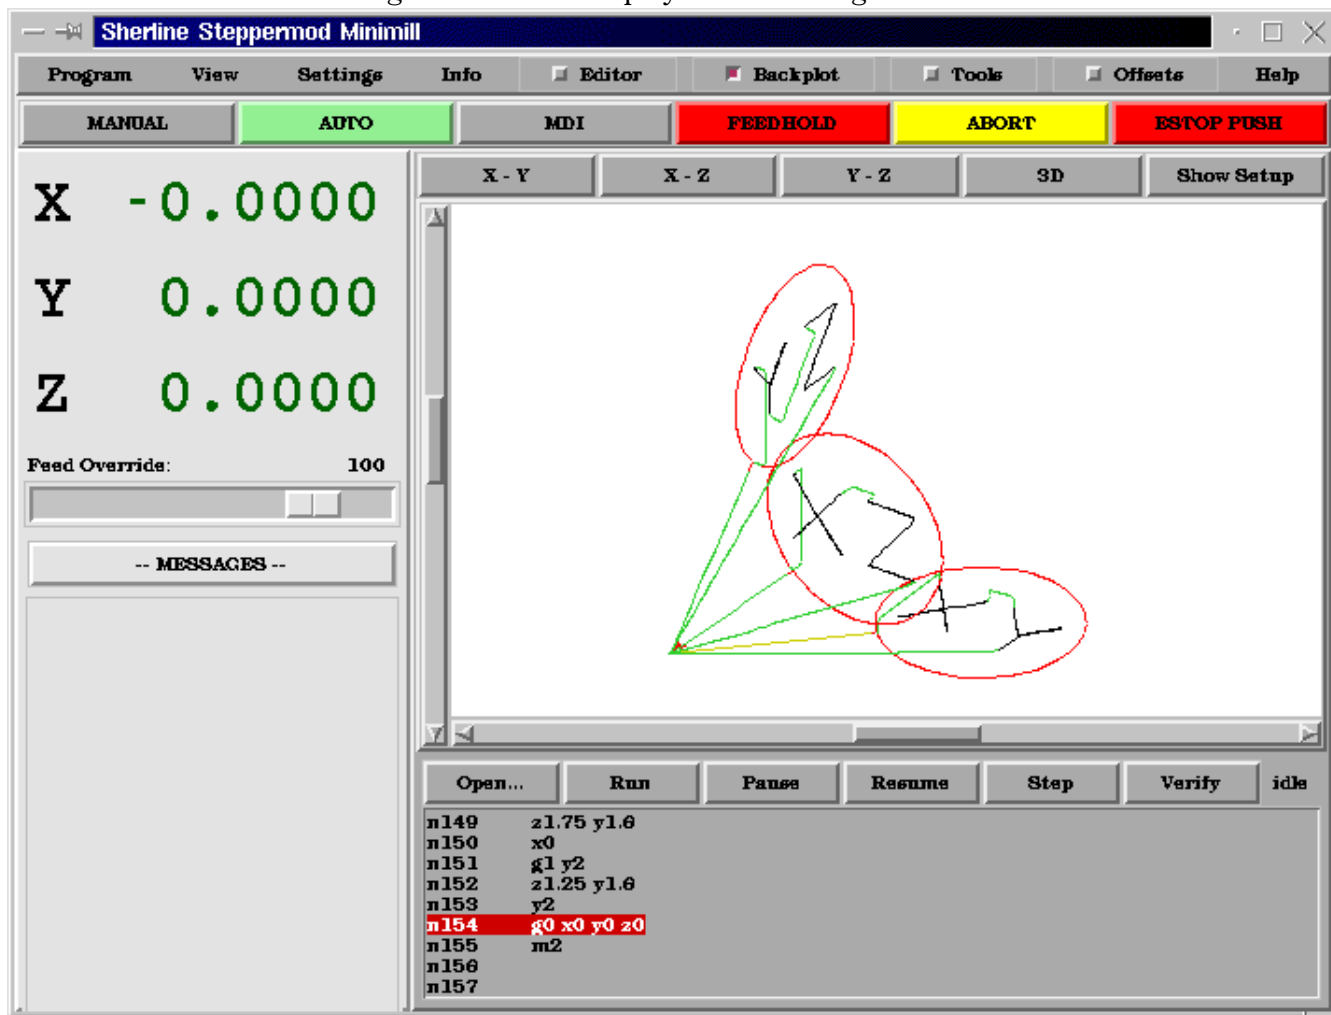 Sherline Steppermod Minimill
Program View Settings Info Editor Backplot Tools Offsets Help
MANUAL AUTO MDI FEEDHOLD ABORT ESTOP PUSH
X - Y X - Z Y - Z 3D Show Setup
X -0.0000
Y 0.0000
Z 0.0000
Feed Override: 100
-- MESSAGES --
YZ
XZ
XY
Open... Run Pause Resume Step Verify idle
n149 z1.75 y1.6
n150 x0
n151 g1 y2
n152 z1.25 y1.6
n153 y2
n154 g0 x0 y0 z0
n155 m2
n156
n157